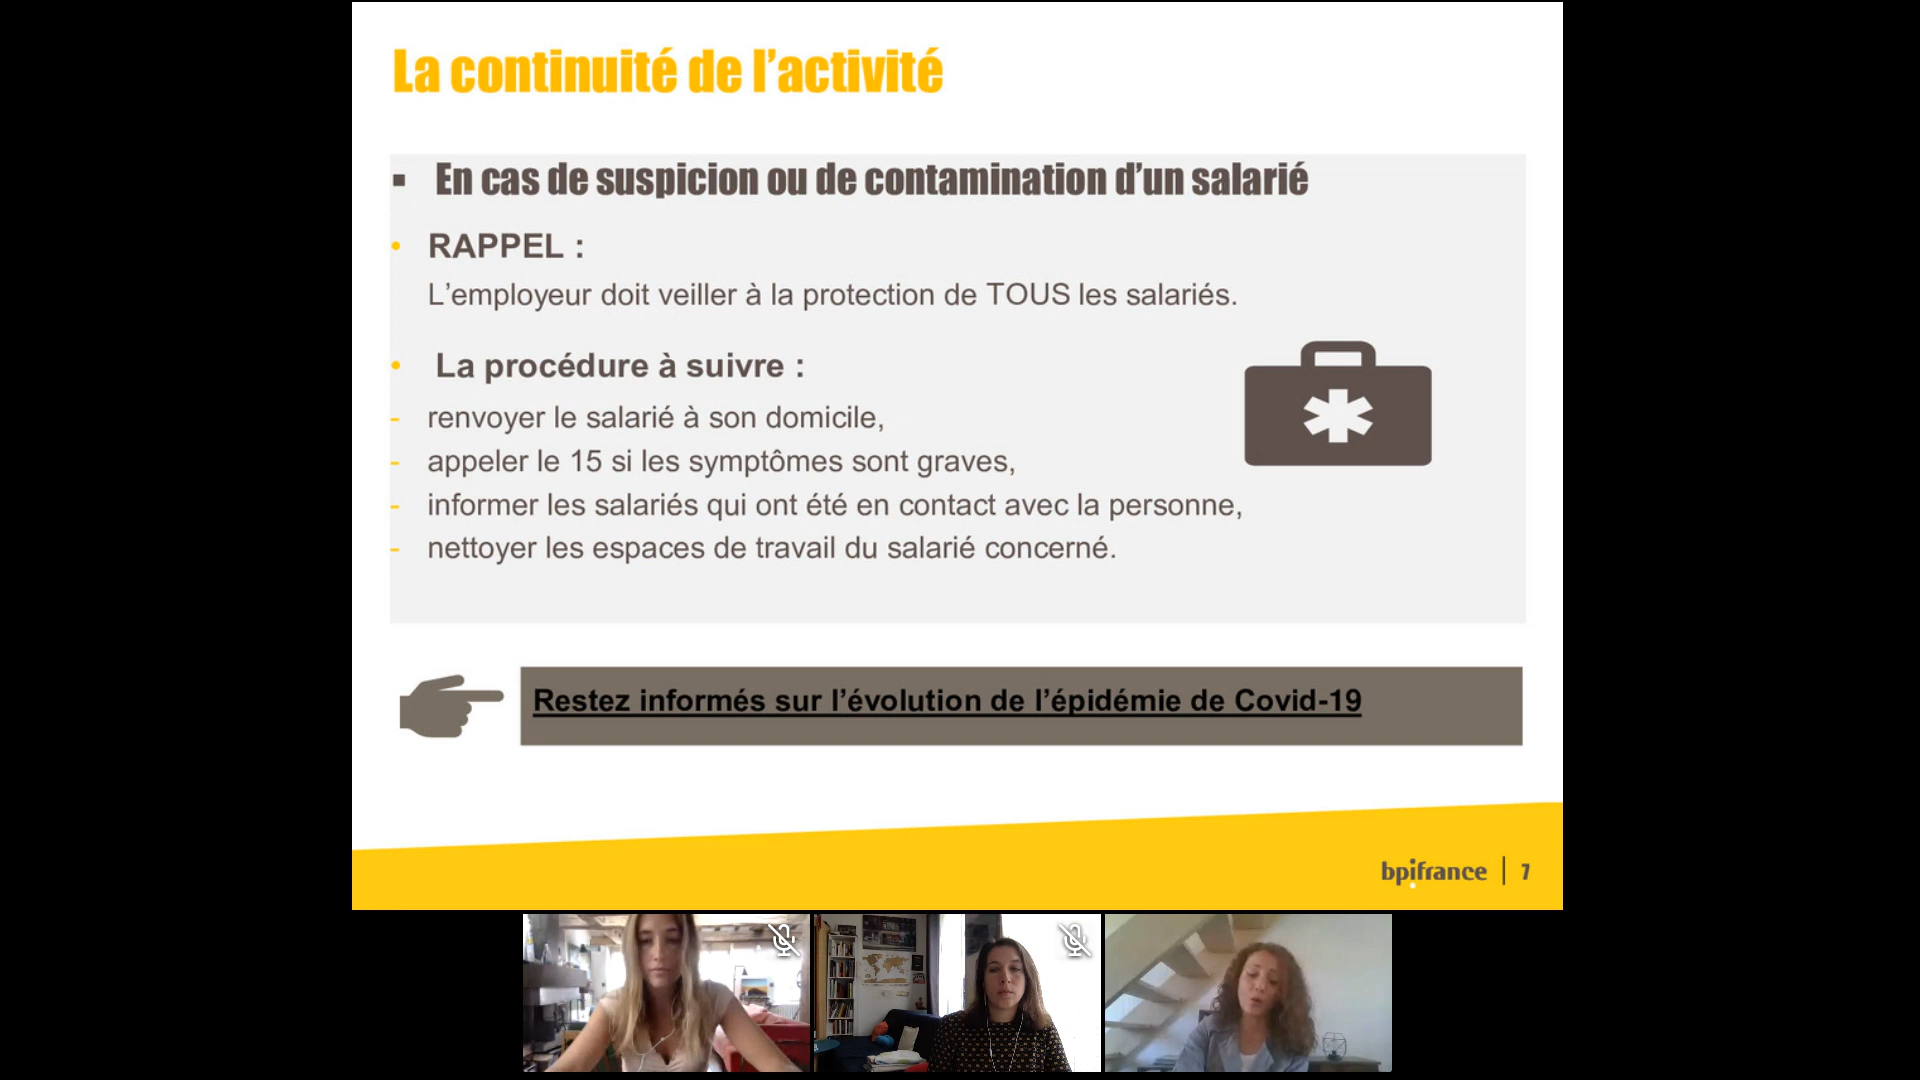 La continuité de l’activité
▪ En cas de suspicion ou de contamination d’un salarié
• RAPPEL :
L’employeur doit veiller à la protection de TOUS les salariés.
• La procédure à suivre :
- renvoyer le salarié à son domicile,
- appeler le 15 si les symptômes sont graves,
- informer les salariés qui ont été en contact avec la personne,
- nettoyer les espaces de travail du salarié concerné.
Restez informés sur l’évolution de l’épidémie de Covid-19
bpifrance | 7